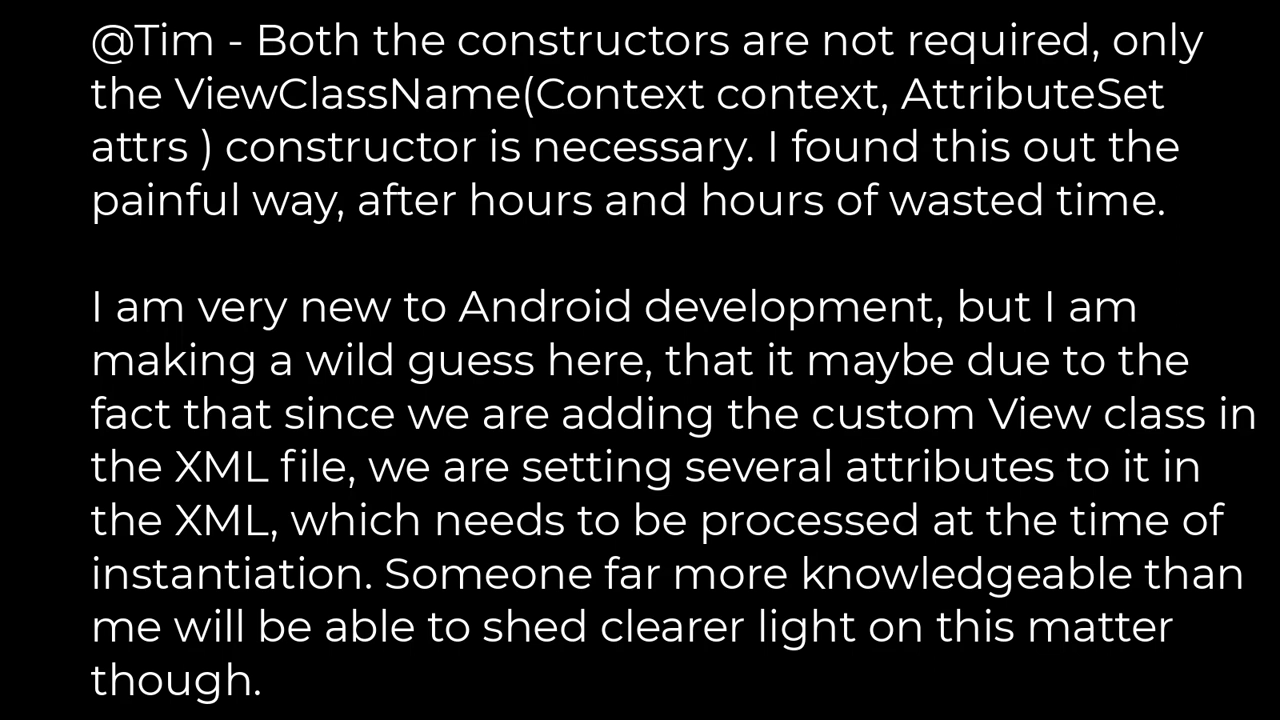 @Tim - Both the constructors are not required, only
the ViewClassName(Context context, AttributeSet
attrs ) constructor is necessary. I found this out the
painful way, after hours and hours of wasted time.
I am very new to Android development, but I am
making a wild guess here, that it maybe due to the
fact that since we are adding the custom View class in
the XML file, we are setting several attributes to it in
the XML, which needs to be processed at the time of
instantiation. Someone far more knowledgeable than
me will be able to shed clearer light on this matter
though.